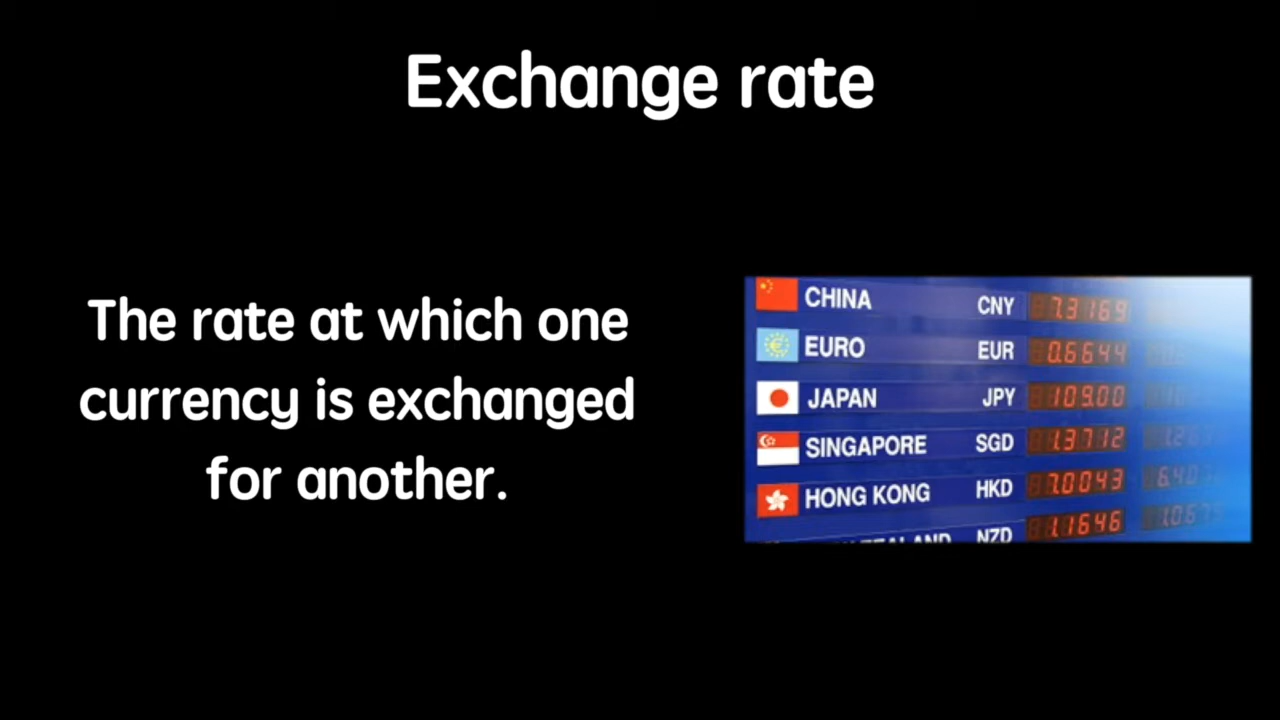 Exchange rate
The rate at which one
currency is exchanged
for another.
CHINA CNY 7.3169
EURO EUR 0.6644
JAPAN JPY 109.00
SINGAPORE SGD 1.3712
HONG KONG HKD 7.0043
NZD 1.1646